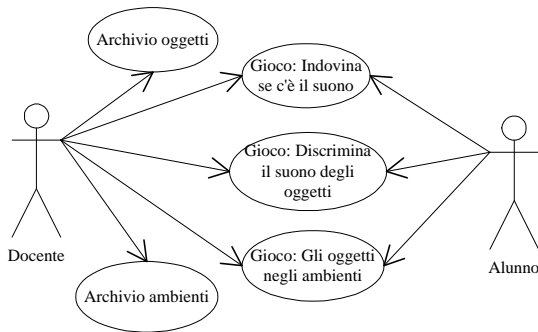 Archivio oggetti
Gioco: Indovina
se c'è il suono
Gioco: Discrimina
il suono degli
oggetti
Docente
Alunno
Gioco: Gli oggetti
negli ambienti
Archivio ambienti